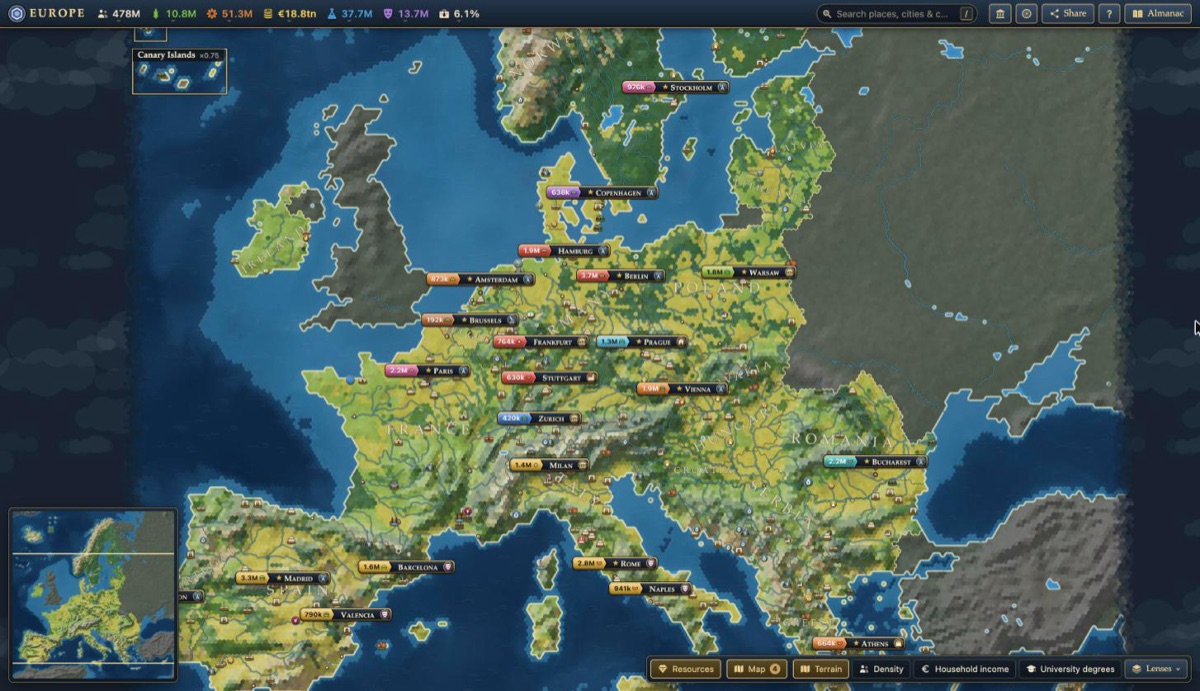 EUROPE 478M 10.8M 51.3M €18.8tn 37.7M 13.7M 6.1% Search places, cities & c... / Share ? Almanac
Canary Islands ×0.75
976k STOCKHOLM
638k COPENHAGEN
1.9M HAMBURG
3.7M BERLIN
1.8M WARSAW
873k AMSTERDAM
POLAND
192k BRUSSELS
764k FRANKFURT
1.3M PRAGUE
2.2M PARIS
630k STUTTGART
1.9M VIENNA
420k ZURICH
FRANCE
ROMANIA
1.4M MILAN
2.2M BUCHAREST
2.8M ROME
1.6M BARCELONA
3.3M MADRID
SPAIN
941k NAPLES
ON
790k VALENCIA
664k ATHENS
Resources Map 4 Terrain Density € Household income University degrees Lenses